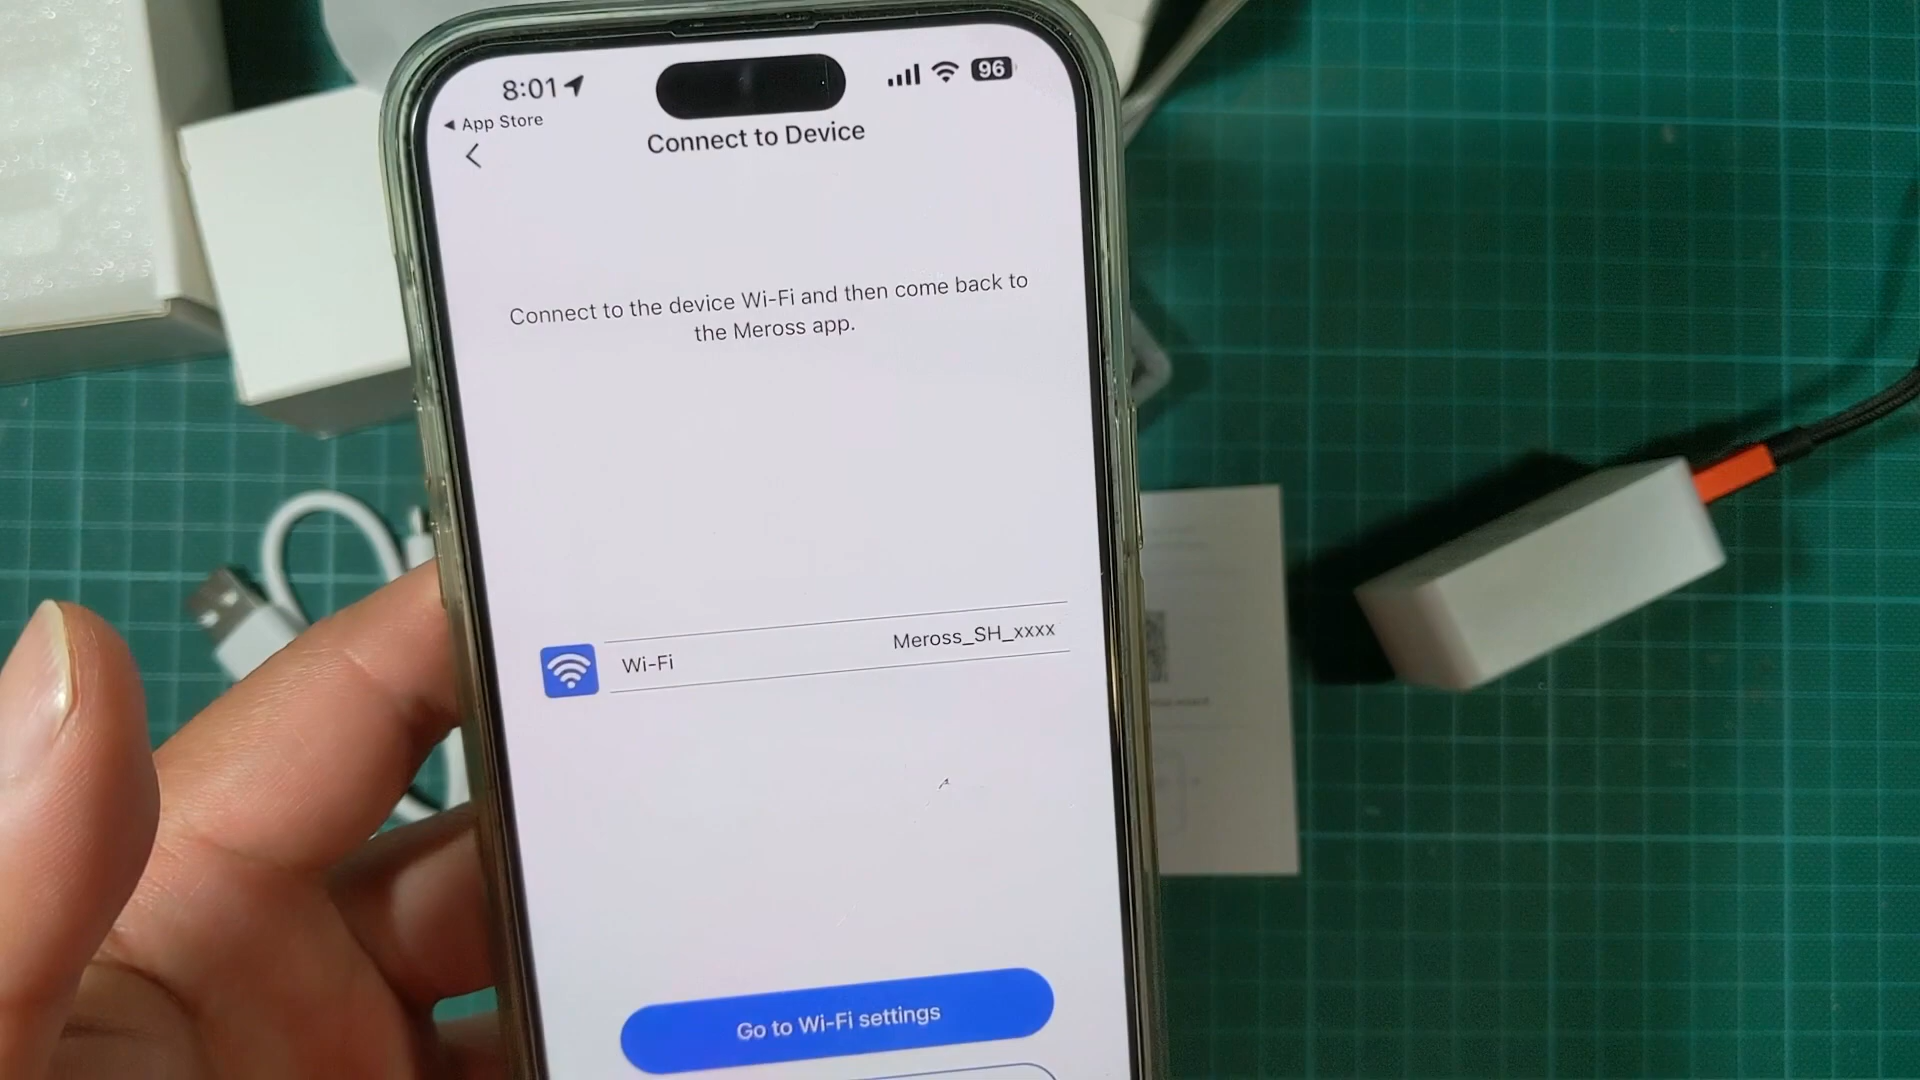 8:01
96
◀ App Store
Connect to Device
Connect to the device Wi-Fi and then come back to
the Meross app.
Wi-Fi
Meross_SH_xxxx
Go to Wi-Fi settings